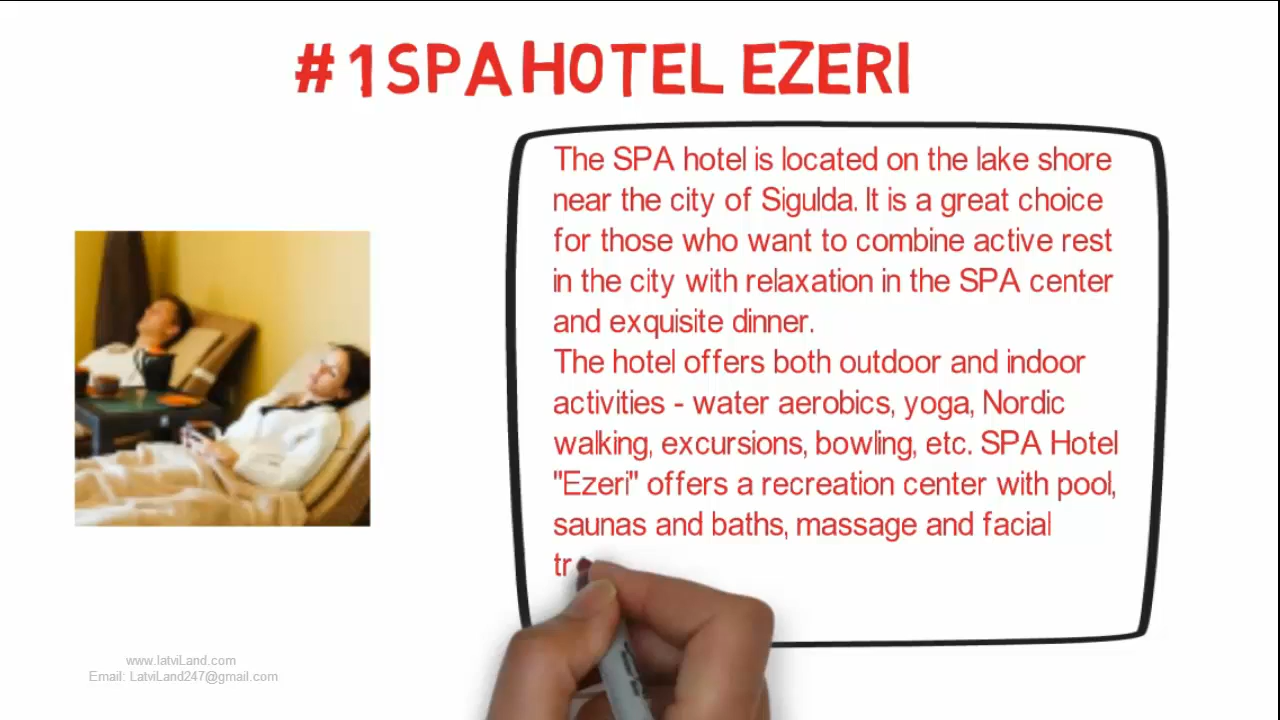 #1 SPA HOTEL EZERI
The SPA hotel is located on the lake shore
near the city of Sigulda. It is a great choice
for those who want to combine active rest
in the city with relaxation in the SPA center
and exquisite dinner.
The hotel offers both outdoor and indoor
activities - water aerobics, yoga, Nordic
walking, excursions, bowling, etc. SPA Hotel
"Ezeri" offers a recreation center with pool,
saunas and baths, massage and facial
tr
www.latviLand.com
Email: LatviLand247@gmail.com